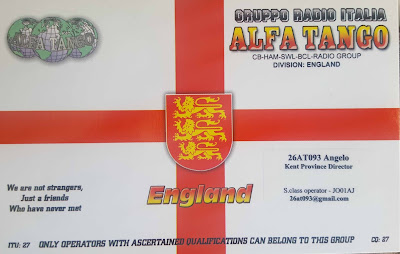 GRUPPO RADIO ITALIA
ALFA TANGO
CB-HAM-SWL-BCL-RADIO GROUP
DIVISION: ENGLAND
26AT093 Angelo
Kent Province Director
S.class operator - JO01AJ
26at093@gmail.com
We are not strangers,
Just a friends
Who have never met
England
ITU: 27 ONLY OPERATORS WITH ASCERTAINED QUALIFICATIONS CAN BELONG TO THIS GROUP CQ: 27